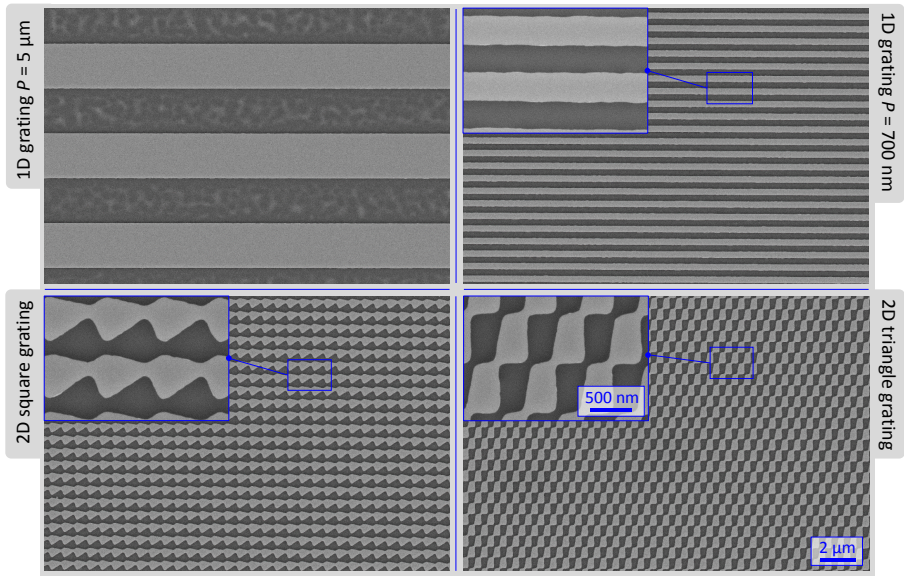 1D grating P = 5 µm
1D grating P = 700 nm
2D square grating
2D triangle grating
500 nm
2 µm